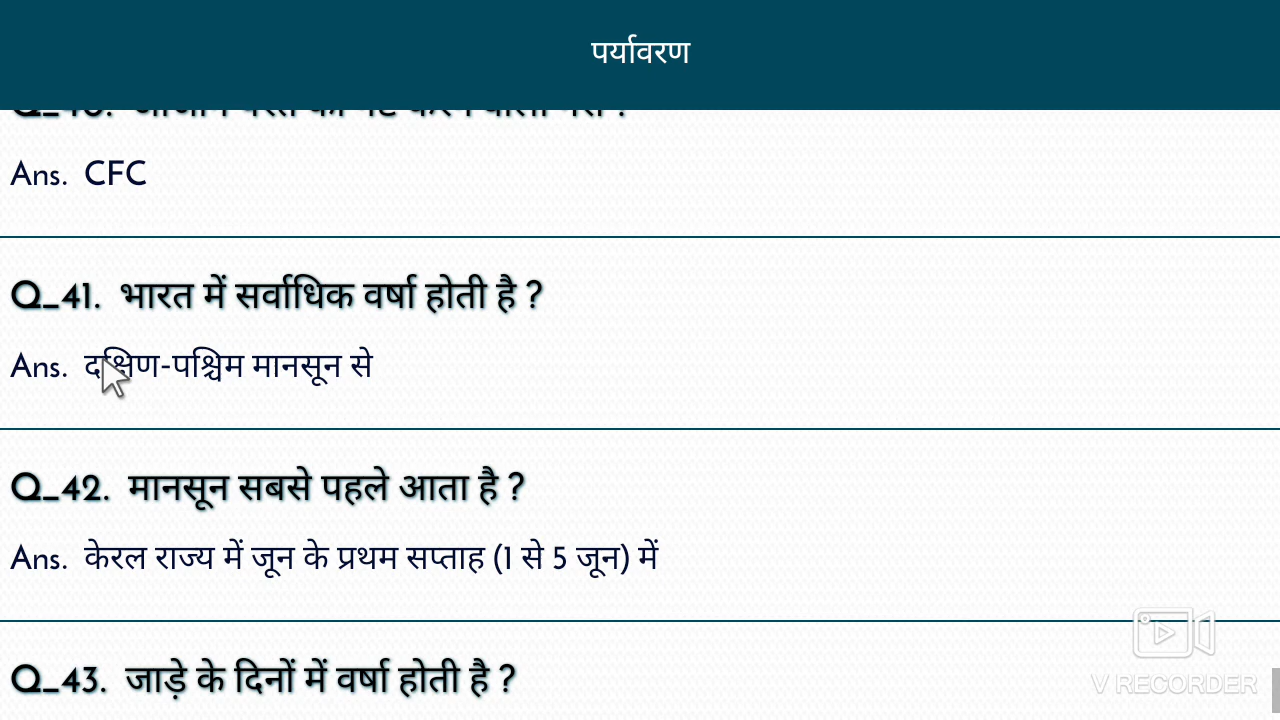 पर्यावरण
Ans. CFC
Q_41. भारत में सर्वाधिक वर्षा होती है ?
Ans. दक्षिण-पश्चिम मानसून से
Q_42. मानसून सबसे पहले आता है ?
Ans. केरल राज्य में जून के प्रथम सप्ताह (1 से 5 जून) में
Q_43. जाड़े के दिनों में वर्षा होती है ?
V RECORDER